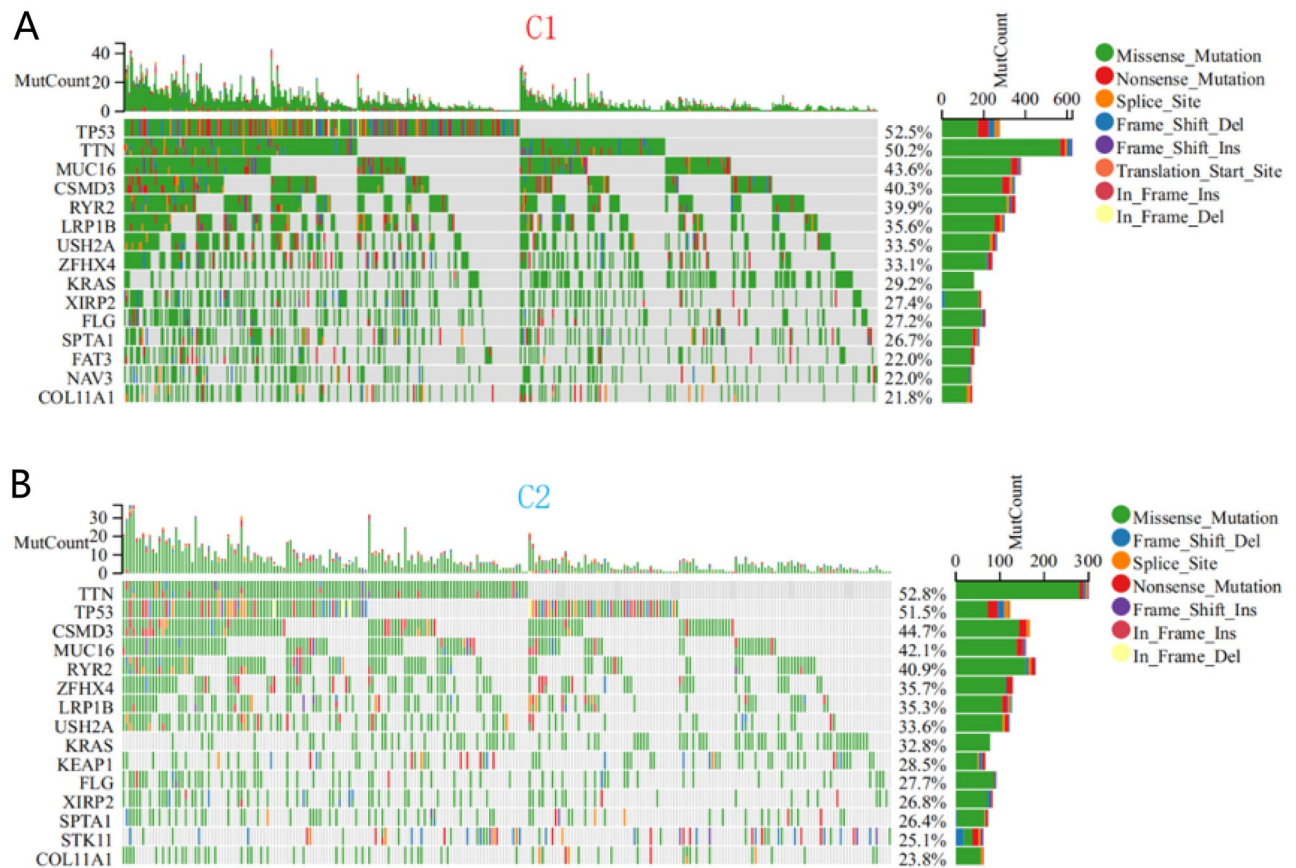 A
C1
MutCount
40
20
0
MutCount
0 200 400 600
Missense_Mutation
Nonsense_Mutation
Splice_Site
Frame_Shift_Del
Frame_Shift_Ins
Translation_Start_Site
In_Frame_Ins
In_Frame_Del
TP53 52.5%
TTN 50.2%
MUC16 43.6%
CSMD3 40.3%
RYR2 39.9%
LRP1B 35.6%
USH2A 33.5%
ZFHX4 33.1%
KRAS 29.2%
XIRP2 27.4%
FLG 27.2%
SPTA1 26.7%
FAT3 22.0%
NAV3 22.0%
COL11A1 21.8%
B
C2
MutCount
30
20
10
0
MutCount
0 100 200 300
Missense_Mutation
Frame_Shift_Del
Splice_Site
Nonsense_Mutation
Frame_Shift_Ins
In_Frame_Ins
In_Frame_Del
TTN 52.8%
TP53 51.5%
CSMD3 44.7%
MUC16 42.1%
RYR2 40.9%
ZFHX4 35.7%
LRP1B 35.3%
USH2A 33.6%
KRAS 32.8%
KEAP1 28.5%
FLG 27.7%
XIRP2 26.8%
SPTA1 26.4%
STK11 25.1%
COL11A1 23.8%